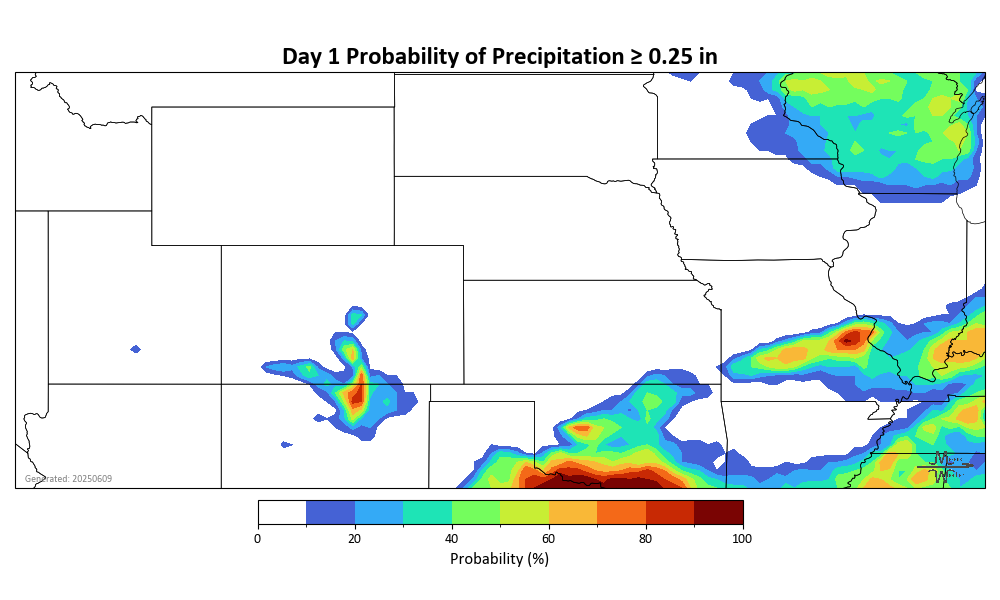 Day 1 Probability of Precipitation ≥ 0.25 in
Generated: 20250609
0 20 40 60 80 100
Probability (%)